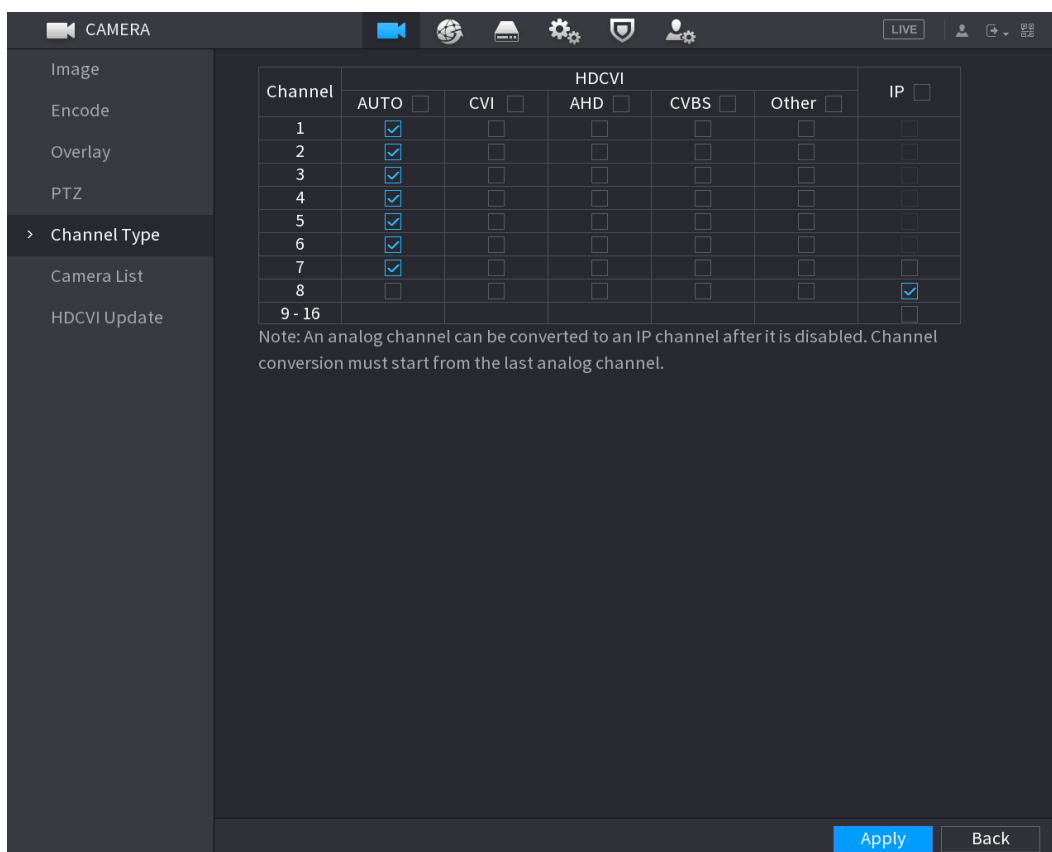 CAMERA
LIVE
Image
Encode
Overlay
PTZ
> Channel Type
Camera List
HDCVI Update
Channel HDCVI IP
AUTO CVI AHD CVBS Other
1
2
3
4
5
6
7
8
9 - 16
Note: An analog channel can be converted to an IP channel after it is disabled. Channel
conversion must start from the last analog channel.
Apply Back